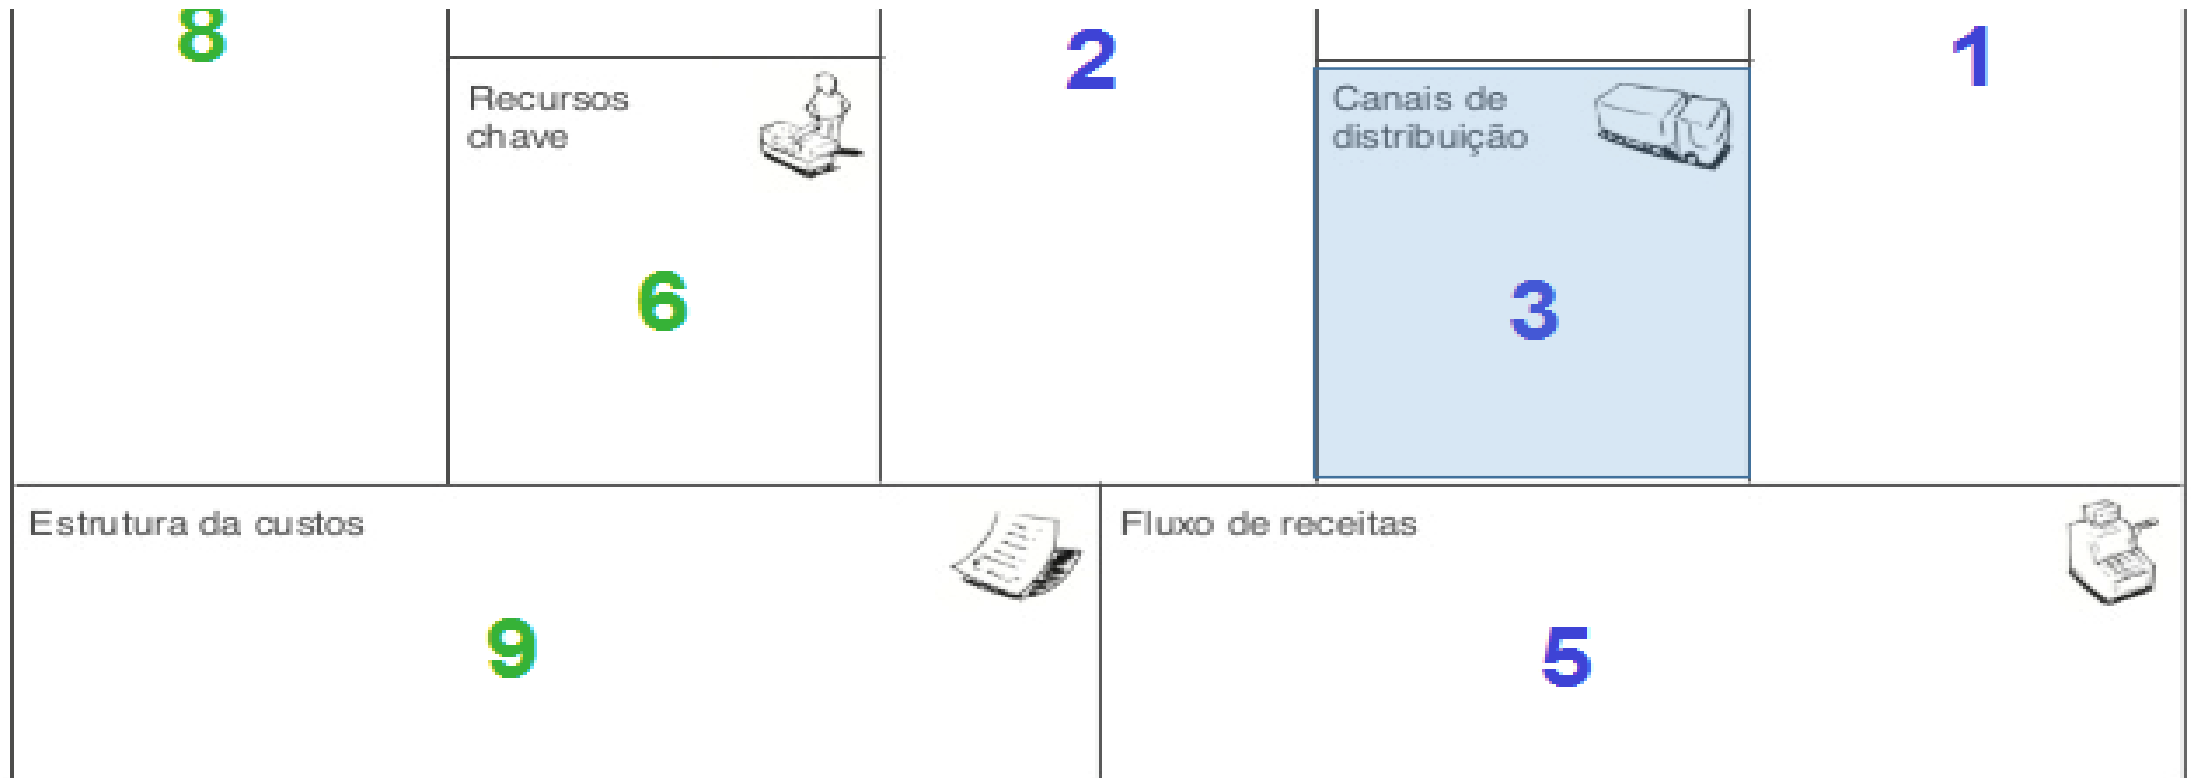 8
2
1
Recursos
chave
6
Canais de
distribuição
3
Estrutura da custos
9
Fluxo de receitas
5